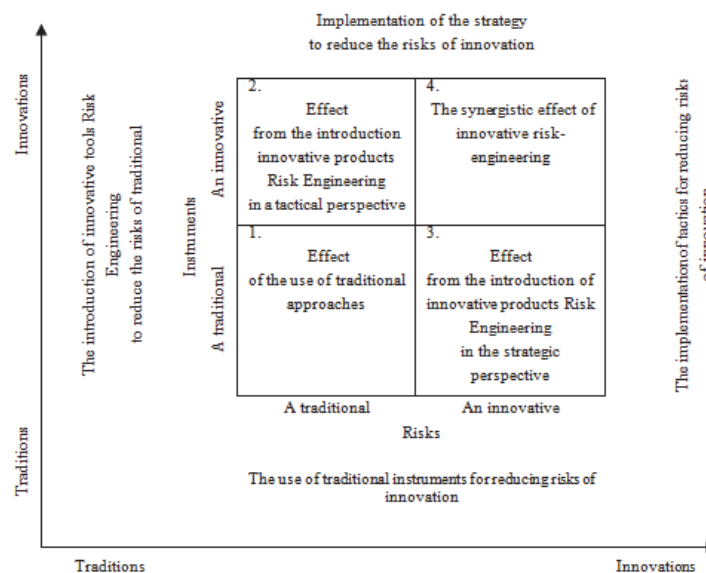 Implementation of the strategy
to reduce the risks of innovation
Innovations
The introduction of innovative tools Risk
Engineering
to reduce the risks of traditional
Instruments
An innovative
A traditional
2.
Effect
from the introduction
innovative products
Risk Engineering
in a tactical perspective
4.
The synergistic effect of
innovative risk-
engineering
1.
Effect
of the use of traditional
approaches
3.
Effect
from the introduction of
innovative products Risk
Engineering
in the strategic
perspective
The implementation of tactics for reducing risks
of innovation
A traditional
An innovative
Risks
The use of traditional instruments for reducing risks of
innovation
Traditions
Traditions
Innovations